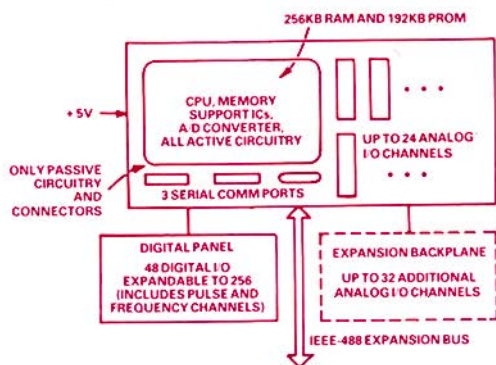 256KB RAM AND 192KB PROM
CPU, MEMORY
SUPPORT ICs,
A/D CONVERTER,
ALL ACTIVE CIRCUITRY
+5V
UP TO 24 ANALOG
I/O CHANNELS
ONLY PASSIVE
CIRCUITRY
AND
CONNECTORS
3 SERIAL COMM PORTS
DIGITAL PANEL
48 DIGITAL I/O
EXPANDABLE TO 256
(INCLUDES PULSE AND
FREQUENCY CHANNELS)
EXPANSION BACKPLANE
UP TO 32 ADDITIONAL
ANALOG I/O CHANNELS
IEEE-488 EXPANSION BUS